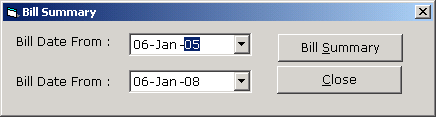 Bill Summary
Bill Date From : 06-Jan-05 Bill Summary
Bill Date From : 06-Jan-08 Close